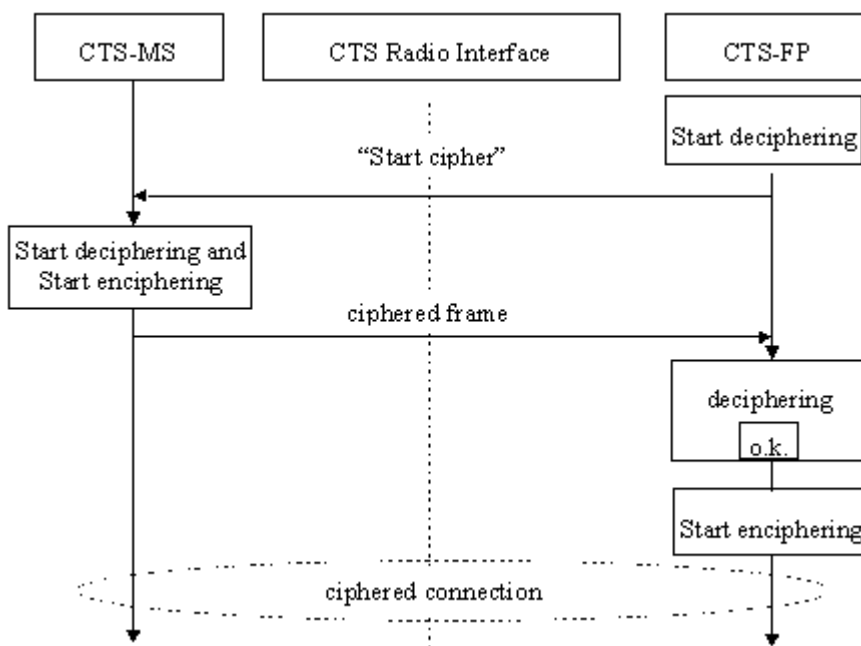 CTS-MS
CTS Radio Interface
CTS-FP
Start deciphering
“Start cipher”
Start deciphering and
Start enciphering
ciphered frame
deciphering
o.k.
Start enciphering
ciphered connection